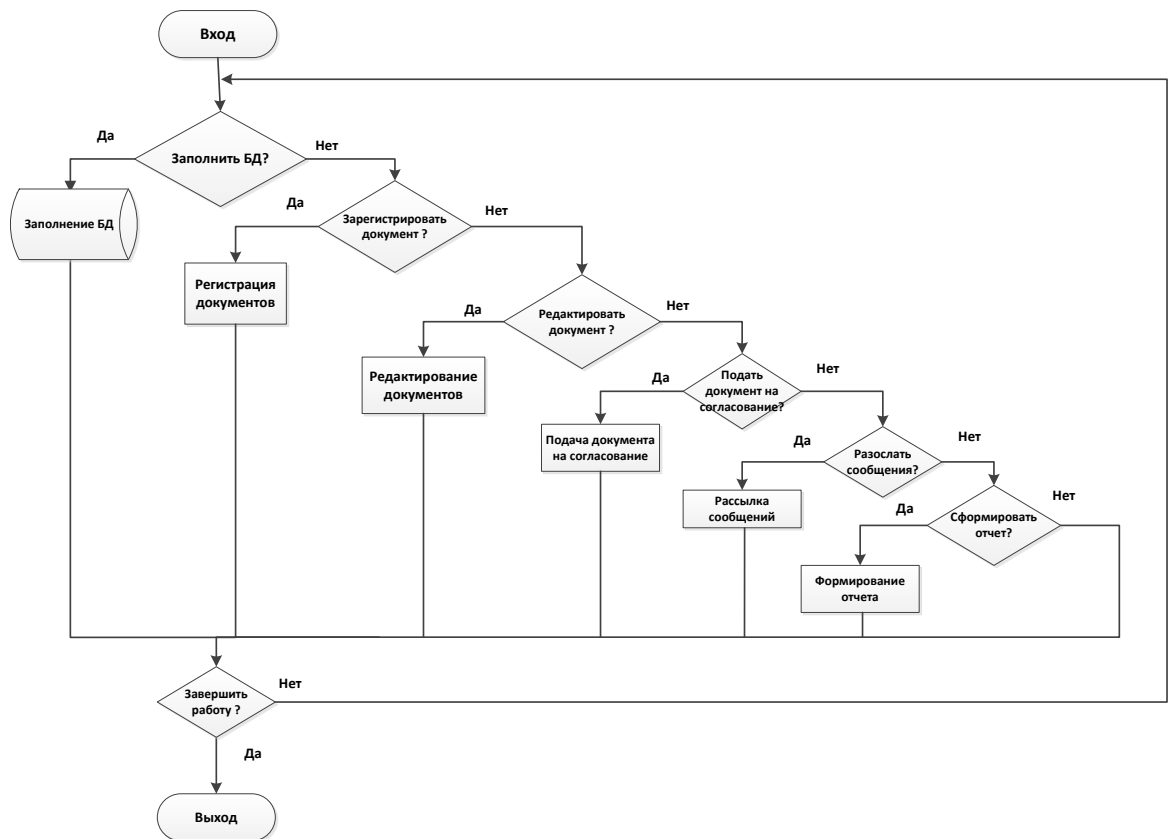 Вход
Да
Нет
Заполнить БД?
Заполнение БД
Да
Нет
Зарегистрировать
документ ?
Регистрация
документов
Да
Нет
Редактировать
документ ?
Редактирование
документов
Да
Нет
Подать
документ на
согласование?
Подача документа
на согласование
Да
Нет
Разослать
сообщения?
Рассылка
сообщений
Да
Нет
Сформировать
отчет?
Формирование
отчета
Завершить
работу ?
Нет
Да
Выход